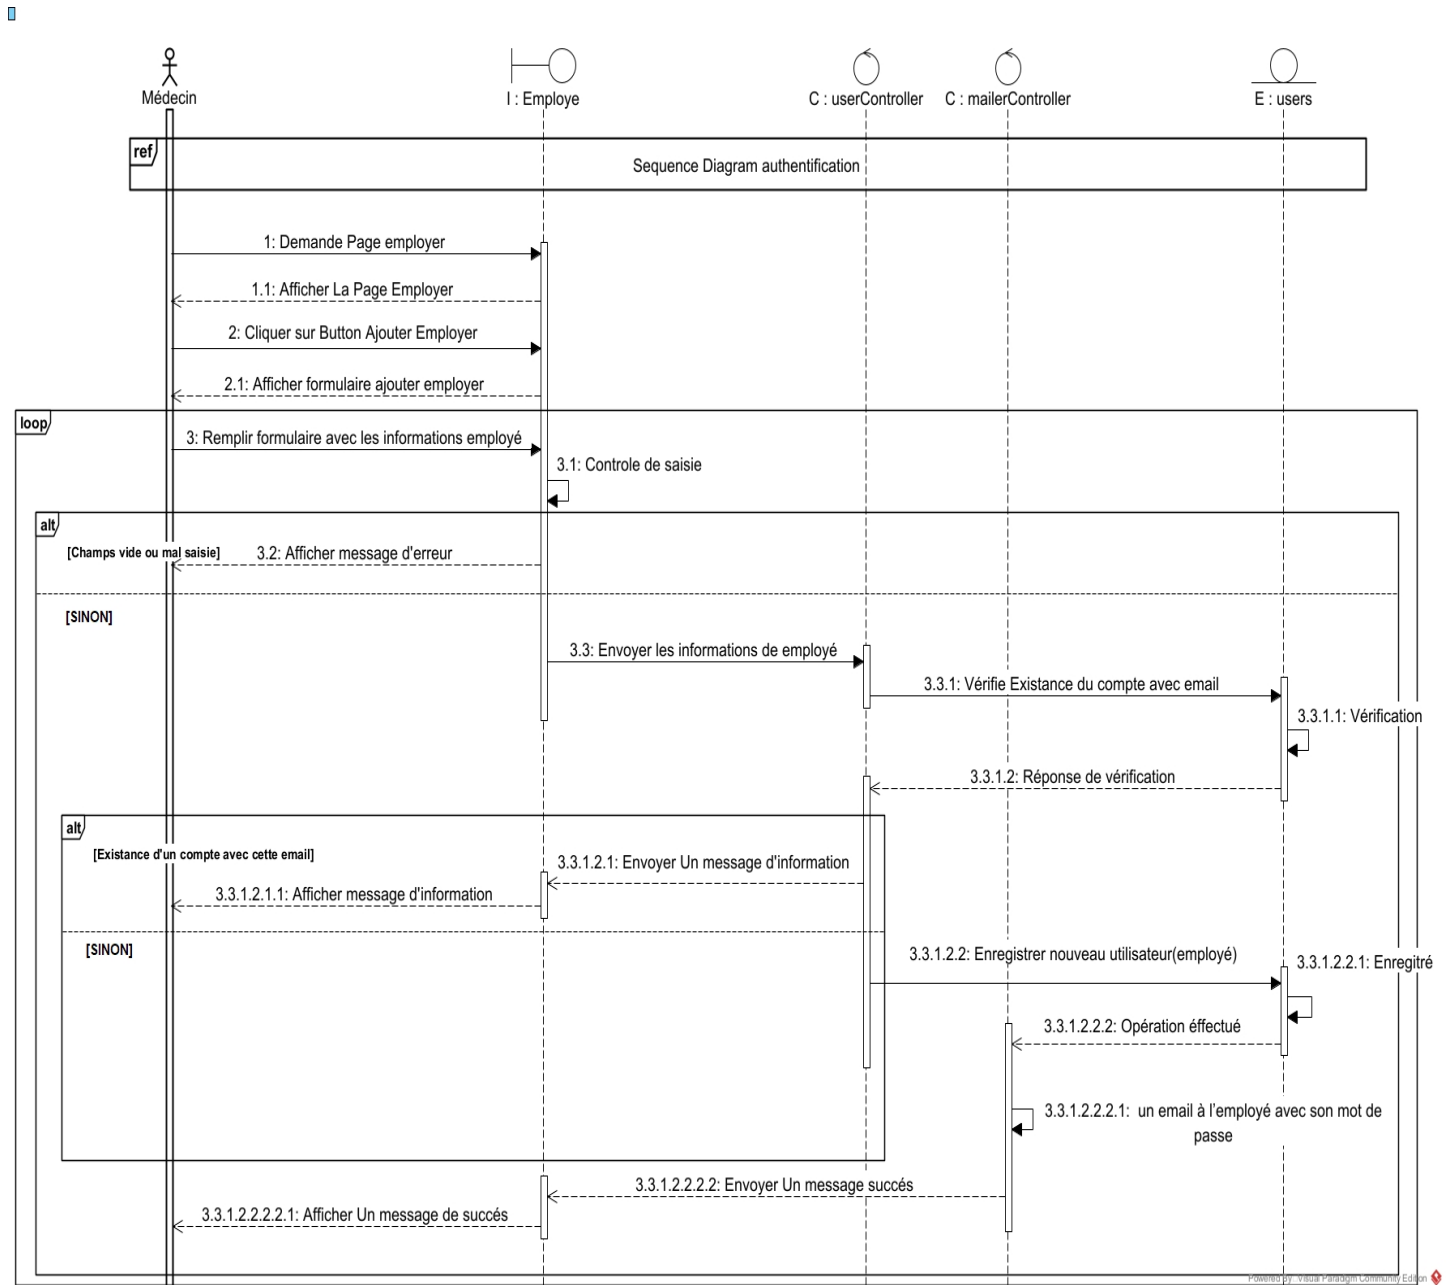 Médecin
I : Employe
C : userController
C : mailerController
E : users
ref
Sequence Diagram authentification
1: Demande Page employer
1.1: Afficher La Page Employer
2: Cliquer sur Button Ajouter Employer
2.1: Afficher formulaire ajouter employer
loop
3: Remplir formulaire avec les informations employé
3.1: Controle de saisie
alt
[Champs vide ou mal saisie]
3.2: Afficher message d'erreur
[SINON]
3.3: Envoyer les informations de employé
3.3.1: Vérifie Existance du compte avec email
3.3.1.1: Vérification
3.3.1.2: Réponse de vérification
alt
[Existance d'un compte avec cette email]
3.3.1.2.1: Envoyer Un message d'information
3.3.1.2.1.1: Afficher message d'information
[SINON]
3.3.1.2.2: Enregistrer nouveau utilisateur(employé)
3.3.1.2.2.1: Enregitré
3.3.1.2.2.2: Opération éffectué
3.3.1.2.2.2.1: un email à l'employé avec son mot de
passe
3.3.1.2.2.2.2: Envoyer Un message succés
3.3.1.2.2.2.2.1: Afficher Un message de succés
Powered By Visual Paradigm Community Edition